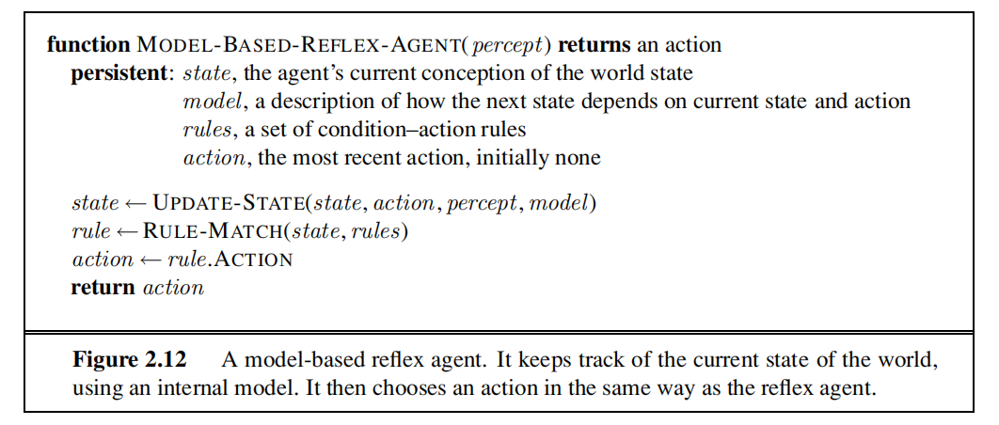 function MODEL-BASED-REFLEX-AGENT(percept) returns an action
persistent: state, the agent's current conception of the world state
model, a description of how the next state depends on current state and action
rules, a set of condition–action rules
action, the most recent action, initially none
state ← UPDATE-STATE(state, action, percept, model)
rule ← RULE-MATCH(state, rules)
action ← rule.ACTION
return action
Figure 2.12 A model-based reflex agent. It keeps track of the current state of the world,
using an internal model. It then chooses an action in the same way as the reflex agent.